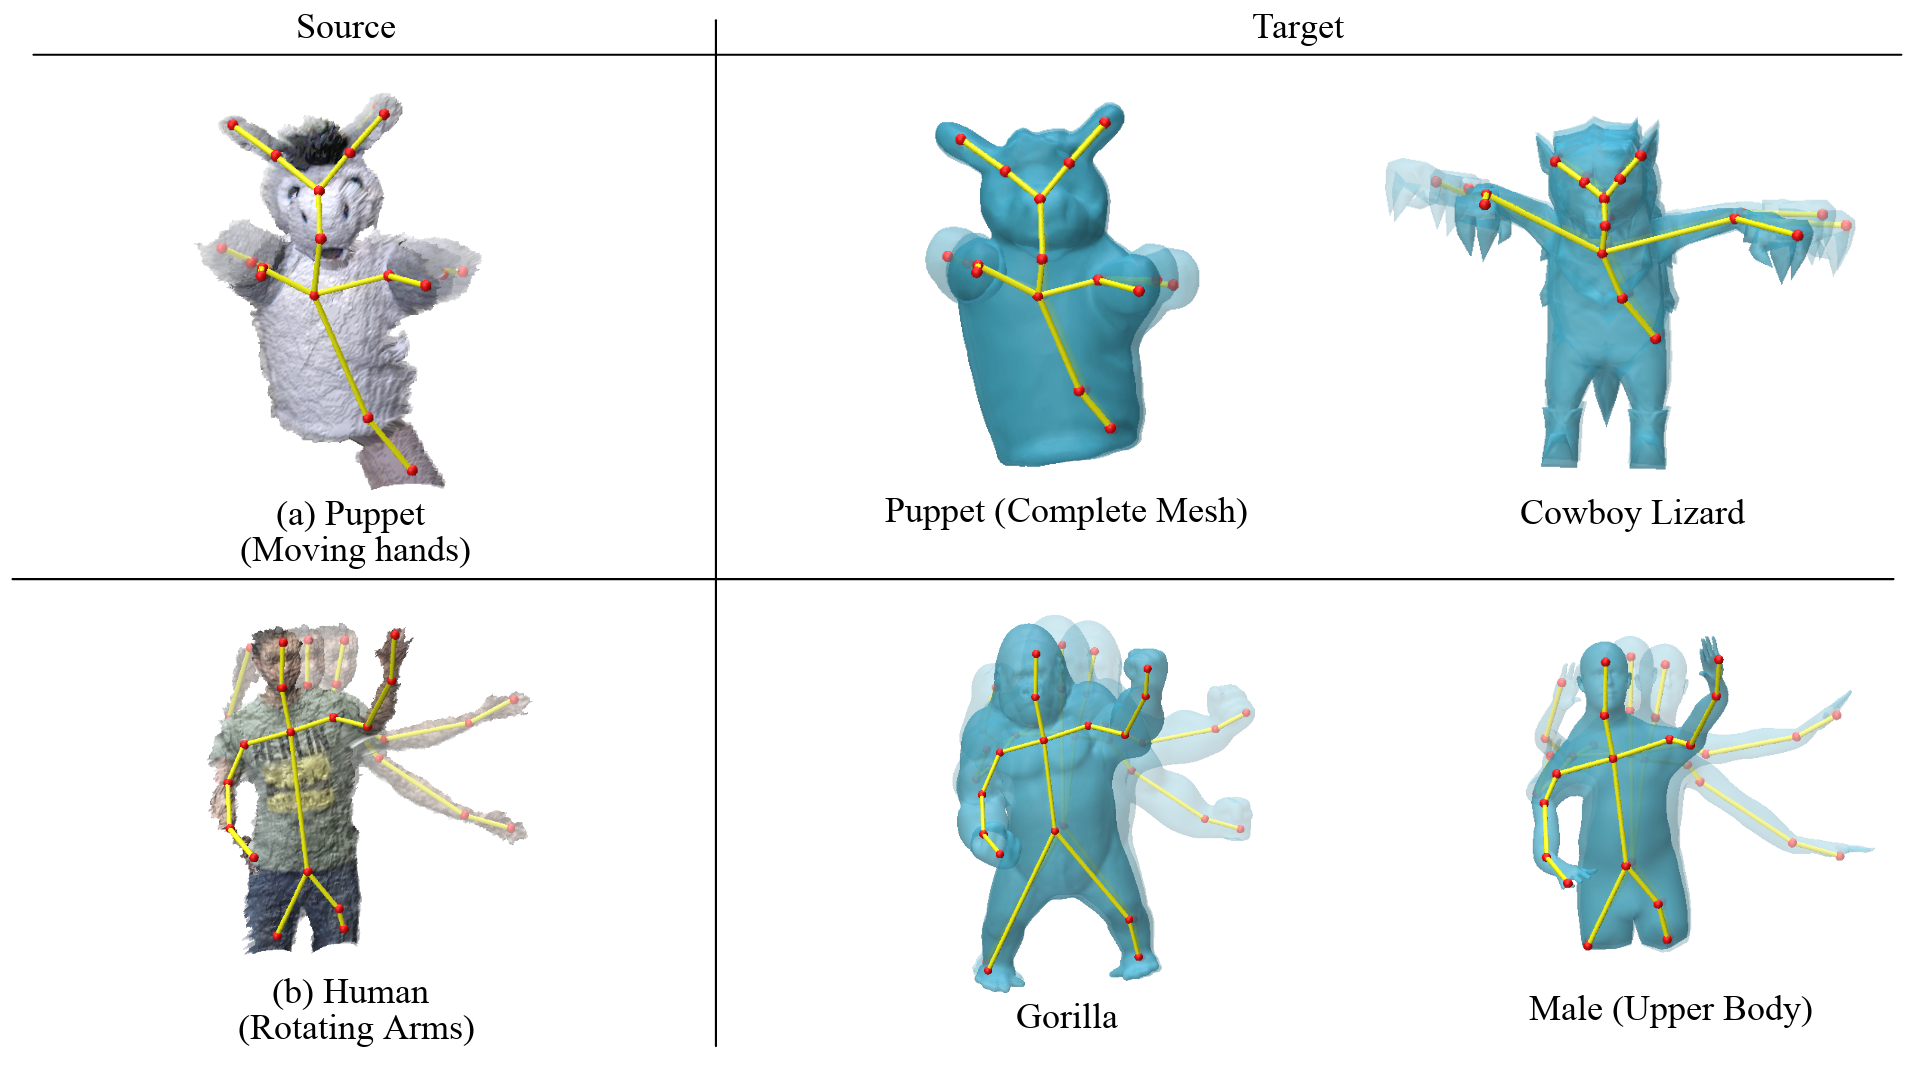 Source
Target
(a) Puppet
(Moving hands)
Puppet (Complete Mesh)
Cowboy Lizard
(b) Human
(Rotating Arms)
Gorilla
Male (Upper Body)